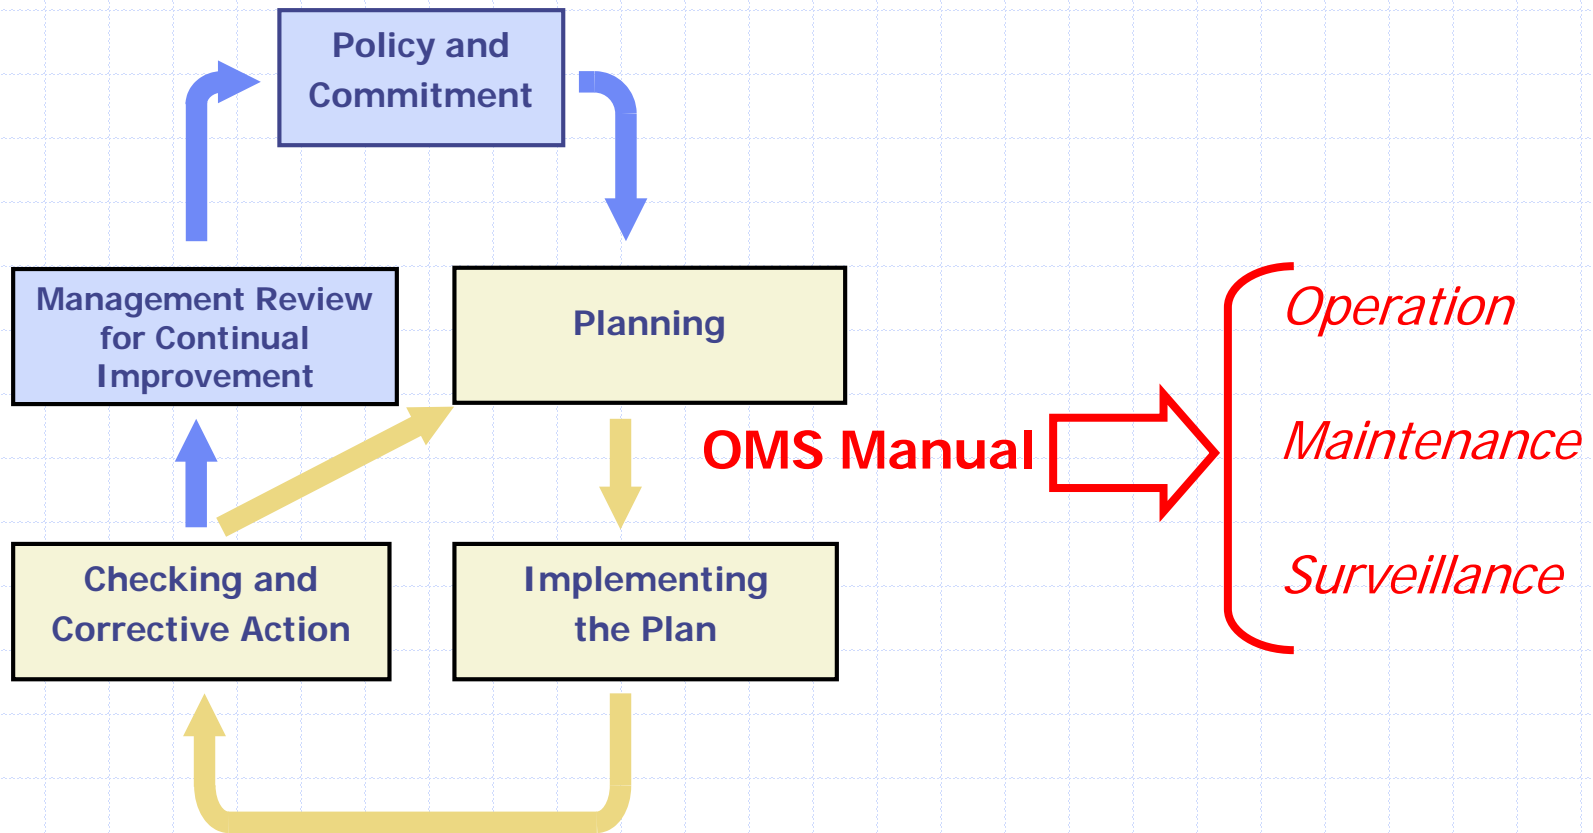 Policy and
Commitment
Management Review
for Continual
Improvement
Planning
OMS Manual
Operation
Maintenance
Surveillance
Checking and
Corrective Action
Implementing
the Plan